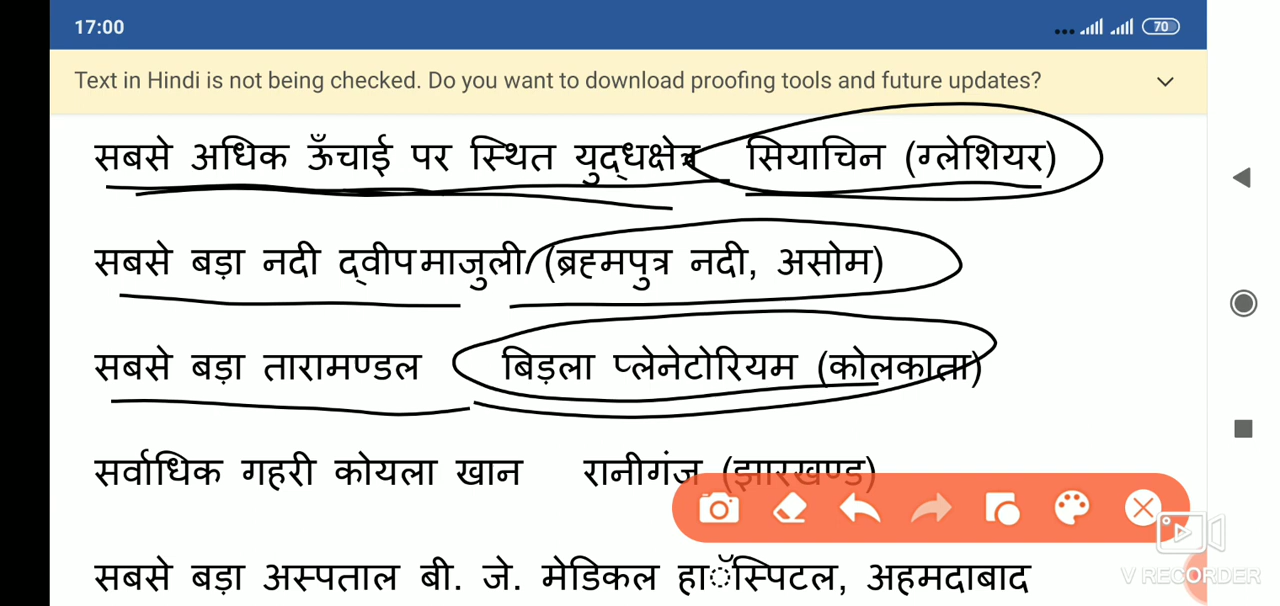 17:00
70
Text in Hindi is not being checked. Do you want to download proofing tools and future updates?
सबसे अधिक ऊँचाई पर स्थित युद्धक्षेत्र सियाचिन (ग्लेशियर)
सबसे बड़ा नदी द्वीपमाजुली (ब्रह्मपुत्र नदी, असोम)
सबसे बड़ा तारामण्डल बिड़ला प्लेनेटोरियम (कोलकाता)
सर्वाधिक गहरी कोयला खान रानीगंज (झारखण्ड)
सबसे बड़ा अस्पताल बी. जे. मेडिकल हाॅस्पिटल, अहमदाबाद
V RECORDER